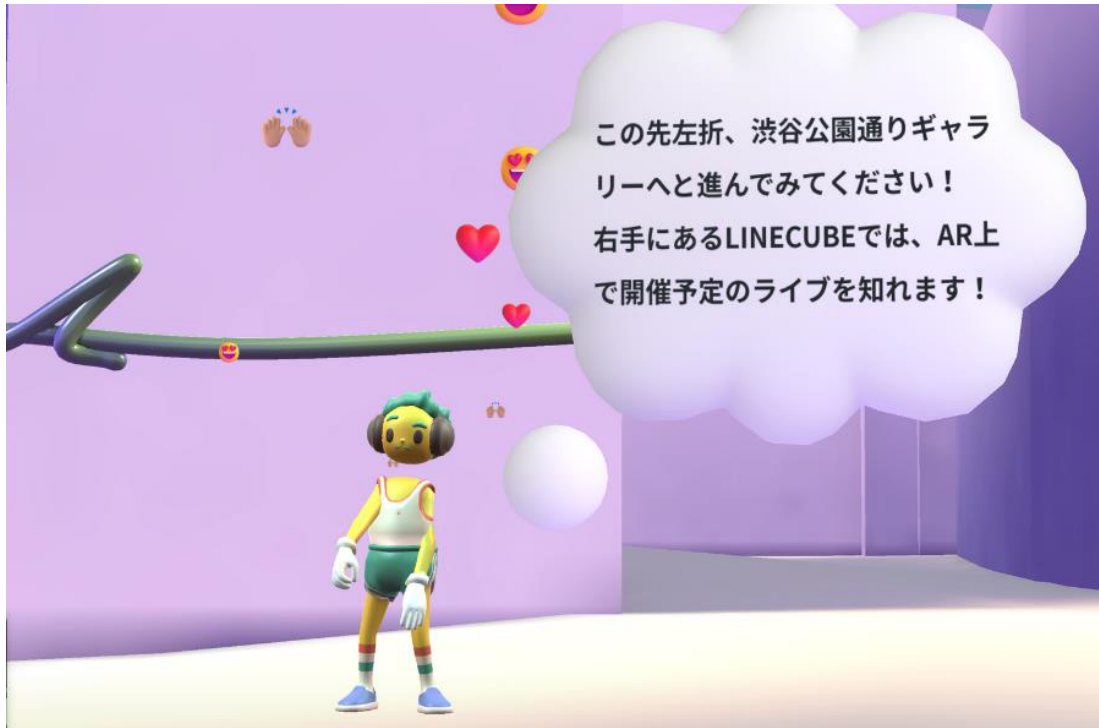 この先左折、渋谷公園通りギャラ
リーへと進んでみてください！
右手にあるLINECUBEでは、AR上
で開催予定のライブを知れます！